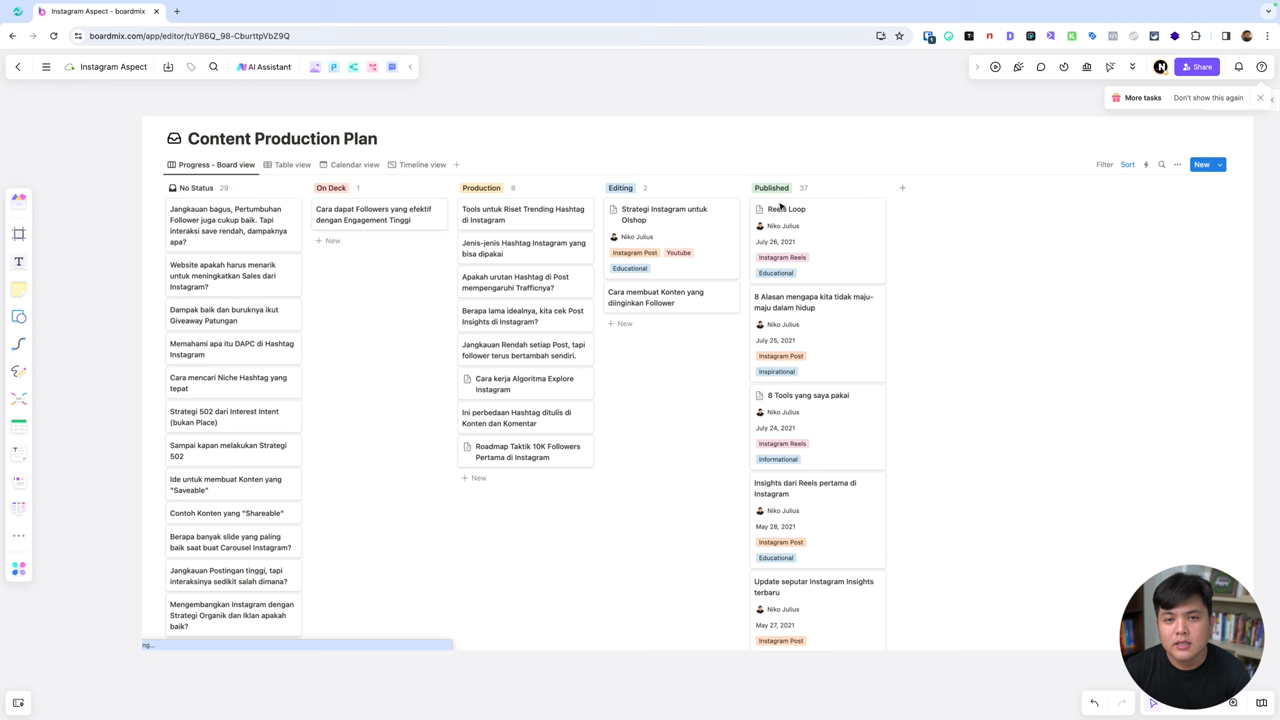 Instagram Aspect - boardmix
boardmix.com/app/editor/tuYB6Q_98-CburttpVbZ9Q
Instagram Aspect
AI Assistant
Share
More tasks
Don't show this again
Content Production Plan
Progress - Board view
Table view
Calendar view
Timeline view
Filter
Sort
New
No Status 29
Jangkauan bagus, Pertumbuhan
Follower juga cukup baik. Tapi
interaksi save rendah, dampaknya
apa?
Website apakah harus menarik
untuk meningkatkan Sales dari
Instagram?
Dampak baik dan buruknya ikut
Giveaway Patungan
Memahami apa itu DAPC di Hashtag
Instagram
Cara mencari Niche Hashtag yang
tepat
Strategi 502 dari Interest Intent
(bukan Place)
Sampai kapan melakukan Strategi
502
Ide untuk membuat Konten yang
"Saveable"
Contoh Konten yang "Shareable"
Berapa banyak slide yang paling
baik saat buat Carousel Instagram?
Jangkauan Postingan tinggi, tapi
interaksinya sedikit salah dimana?
Mengembangkan Instagram dengan
Strategi Organik dan Iklan apakah
baik?
ng...
On Deck 1
Cara dapat Followers yang efektif
dengan Engagement Tinggi
+ New
Production 8
Tools untuk Riset Trending Hashtag
di Instagram
Jenis-jenis Hashtag Instagram yang
bisa dipakai
Apakah urutan Hashtag di Post
mempengaruhi Trafficnya?
Berapa lama idealnya, kita cek Post
Insights di Instagram?
Jangkauan Rendah setiap Post, tapi
follower terus bertambah sendiri.
Cara kerja Algoritma Explore
Instagram
Ini perbedaan Hashtag ditulis di
Konten dan Komentar
Roadmap Taktik 10K Followers
Pertama di Instagram
+ New
Editing 2
Strategi Instagram untuk
Olshop
Niko Julius
Instagram Post Youtube
Educational
Cara membuat Konten yang
diinginkan Follower
+ New
Published 37
Reels Loop
Niko Julius
July 26, 2021
Instagram Reels
Educational
8 Alasan mengapa kita tidak maju-
maju dalam hidup
Niko Julius
July 25, 2021
Instagram Post
Inspirational
8 Tools yang saya pakai
Niko Julius
July 24, 2021
Instagram Reels
Informational
Insights dari Reels pertama di
Instagram
Niko Julius
May 28, 2021
Instagram Post
Educational
Update seputar Instagram Insights
terbaru
Niko Julius
May 27, 2021
Instagram Post